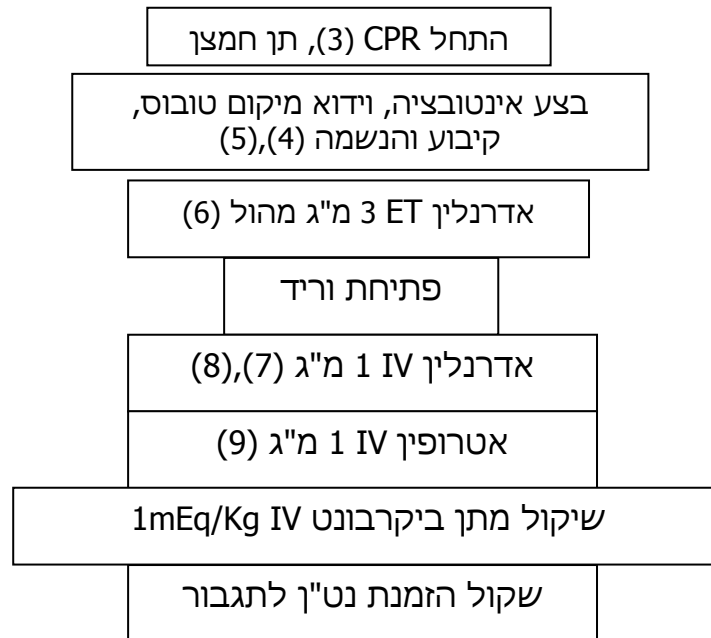 התחל CPR (3), תן חמצן
בצע אינטובציה, וידוא מיקום טובוס,
קיבוע והנשמה (4),(5)
אדרנלין ET 3 מ"ג מהול (6)
פתיחת וריד
אדרנלין IV 1 מ"ג (7),(8)
אטרופין IV 1 מ"ג (9)
שיקול מתן ביקרבונט 1mEq/Kg IV
שקול הזמנת נט"ן לתגבור